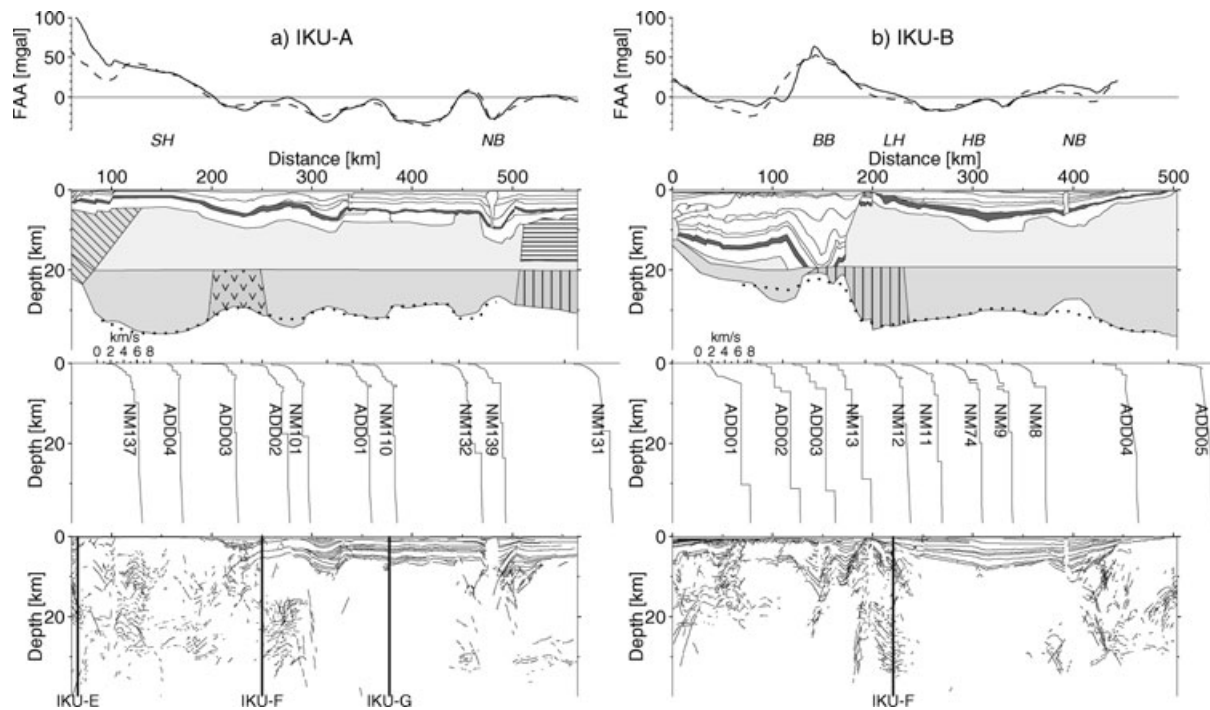 a) IKU-A
FAA [mgal]
100
50
0
SH
NB
Distance [km]
100
200
300
400
500
Depth [km]
0
20
km/s
0 2 4 6 8
Depth [km]
0
20
NM137
ADD04
ADD03
ADD02
NM101
ADD01
NM110
NM132
NM139
NM131
Depth [km]
0
20
IKU-E
IKU-F
IKU-G
b) IKU-B
FAA [mgal]
100
50
0
BB
LH
HB
NB
Distance [km]
0
100
200
300
400
500
Depth [km]
0
20
km/s
0 2 4 6 8
Depth [km]
0
20
ADD01
ADD02
ADD03
NM13
NM12
NM11
NM74
NM9
NM8
ADD04
ADD05
Depth [km]
0
20
IKU-F